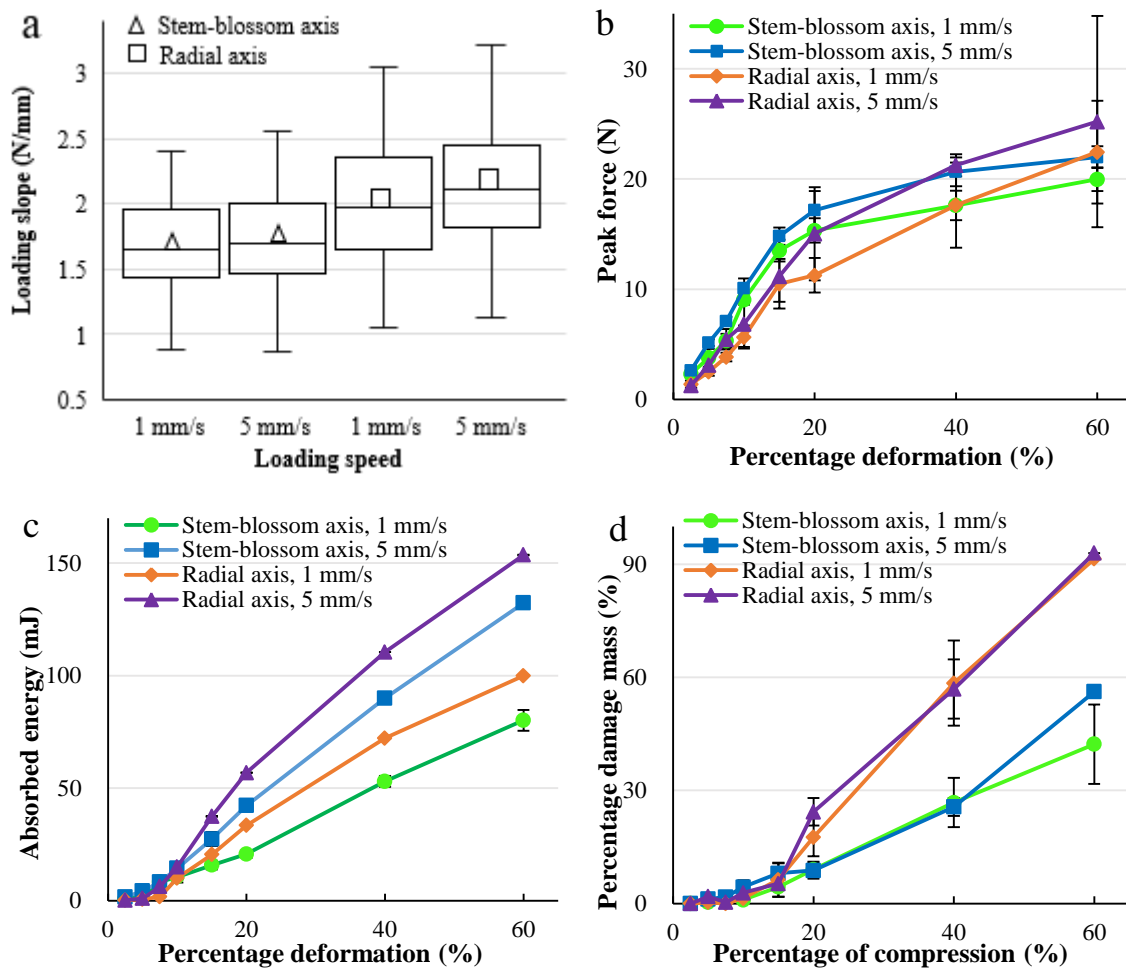 a
Stem-blossom axis
Radial axis
Loading slope (N/mm)
3
2.5
2
1.5
1
0.5
1 mm/s 5 mm/s 1 mm/s 5 mm/s
Loading speed
b
Stem-blossom axis, 1 mm/s
Stem-blossom axis, 5 mm/s
Radial axis, 1 mm/s
Radial axis, 5 mm/s
Peak force (N)
30
20
10
0
0 20 40 60
Percentage deformation (%)
c
Stem-blossom axis, 1 mm/s
Stem-blossom axis, 5 mm/s
Radial axis, 1 mm/s
Radial axis, 5 mm/s
Absorbed energy (mJ)
150
100
50
0
0 20 40 60
Percentage deformation (%)
d
Stem-blossom axis, 1 mm/s
Stem-blossom axis, 5 mm/s
Radial axis, 1 mm/s
Radial axis, 5 mm/s
Percentage damage mass (%)
90
60
30
0
0 20 40 60
Percentage of compression (%)